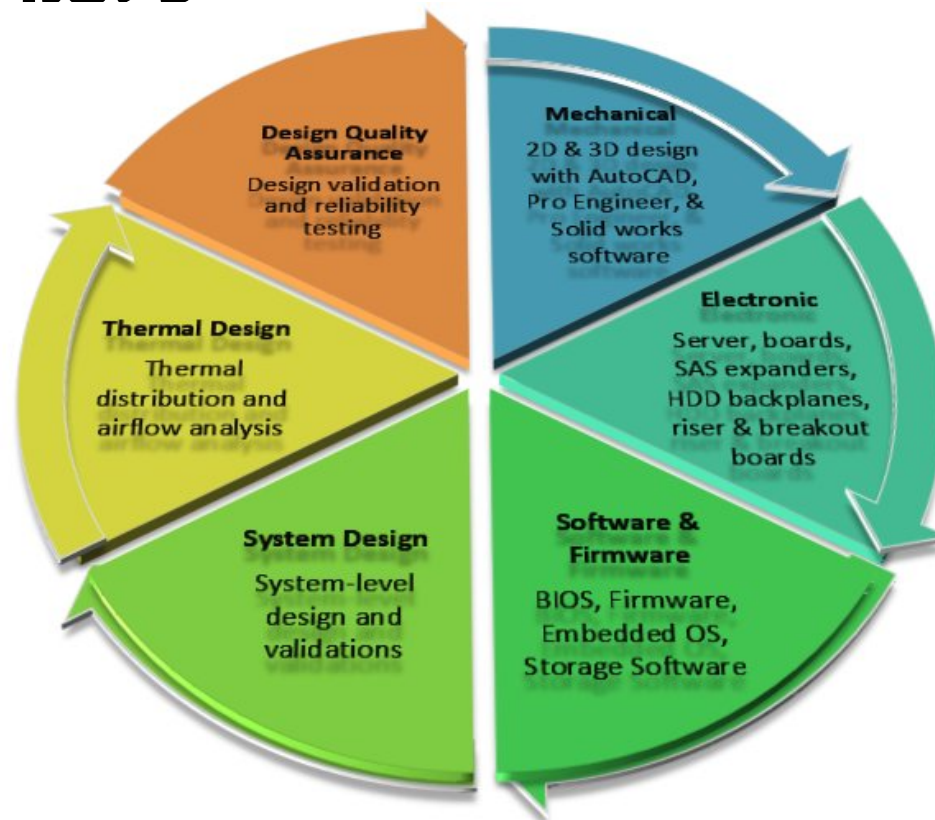 Mechanical
2D & 3D design
with AutoCAD,
Pro Engineer, &
Solid works
software
Electronic
Server, boards,
SAS expanders,
HDD backplanes,
riser & breakout
boards
Software &
Firmware
BIOS, Firmware,
Embedded OS,
Storage Software
System Design
System-level
design and
validations
Thermal Design
Thermal
distribution and
airflow analysis
Design Quality
Assurance
Design validation
and reliability
testing